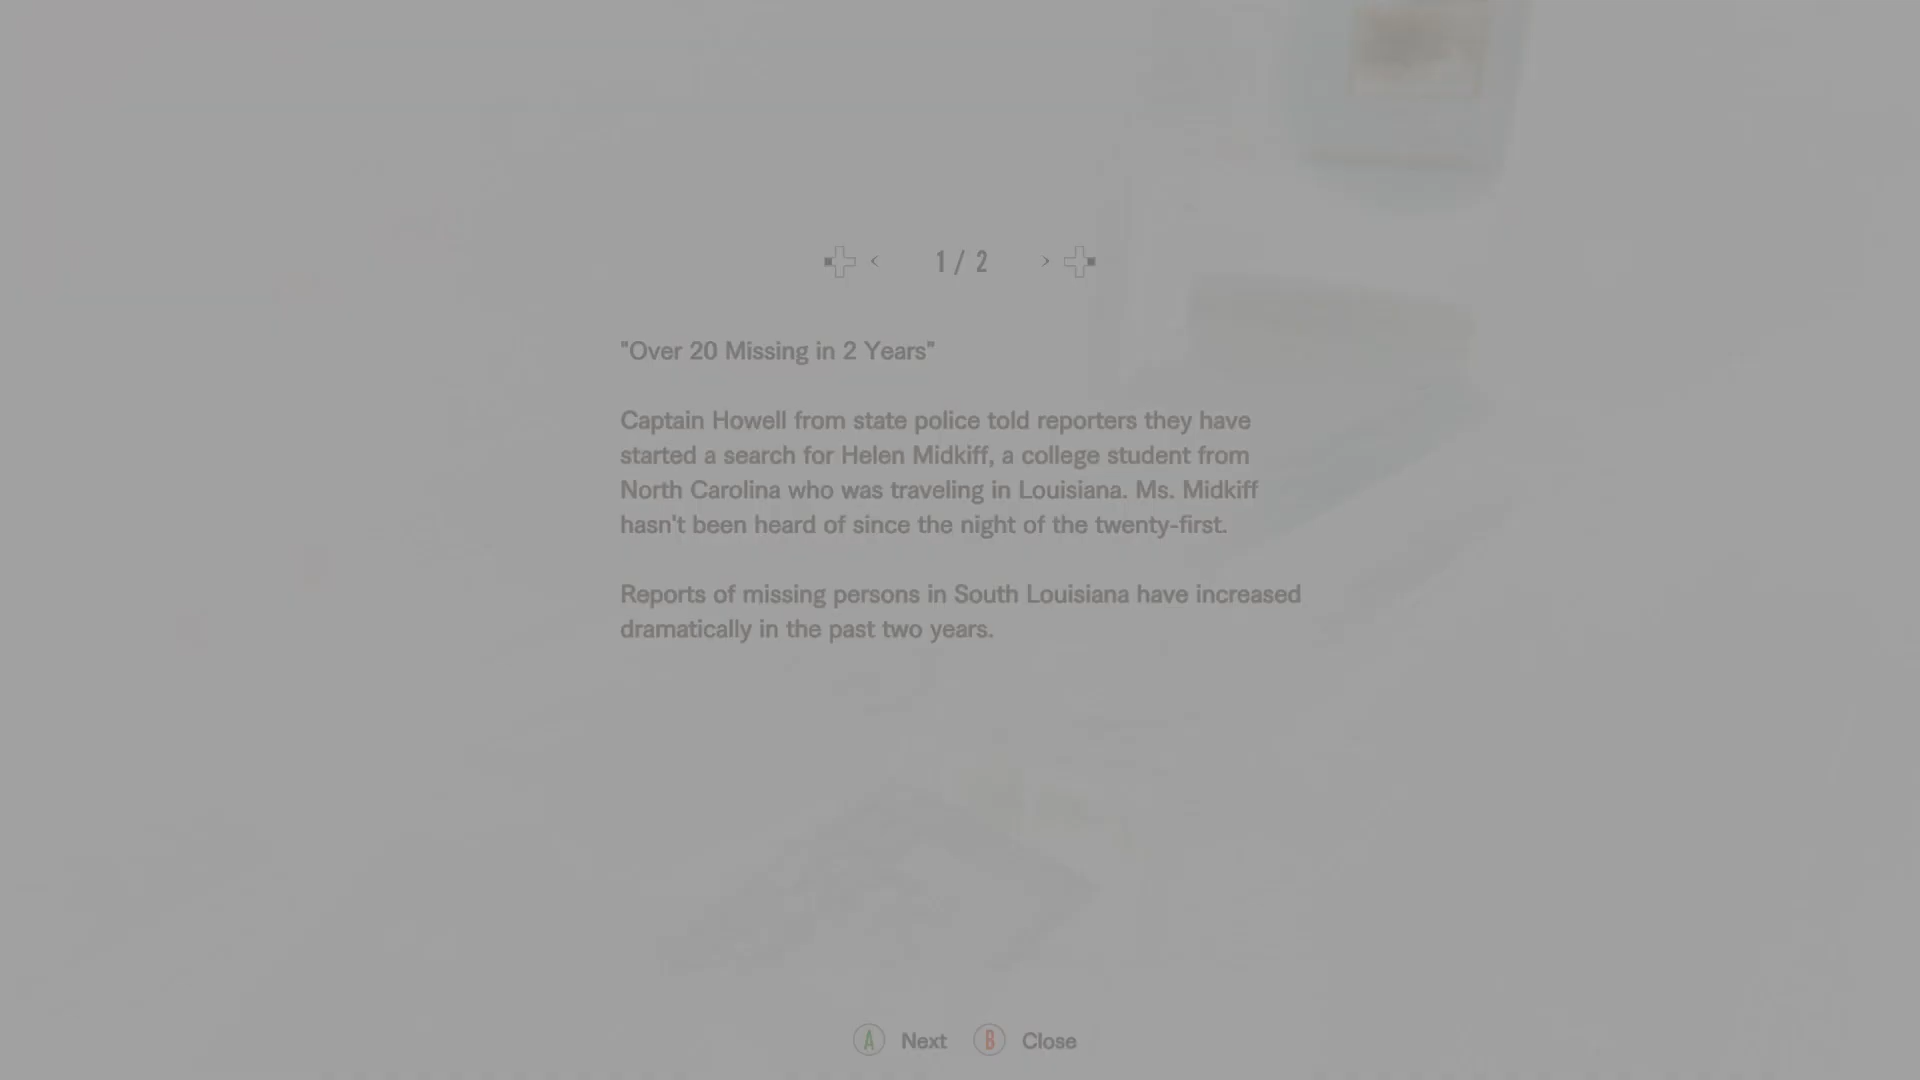 < 1 / 2 >
"Over 20 Missing in 2 Years"
Captain Howell from state police told reporters they have
started a search for Helen Midkiff, a college student from
North Carolina who was traveling in Louisiana. Ms. Midkiff
hasn't been heard of since the night of the twenty-first.
Reports of missing persons in South Louisiana have increased
dramatically in the past two years.
A Next B Close